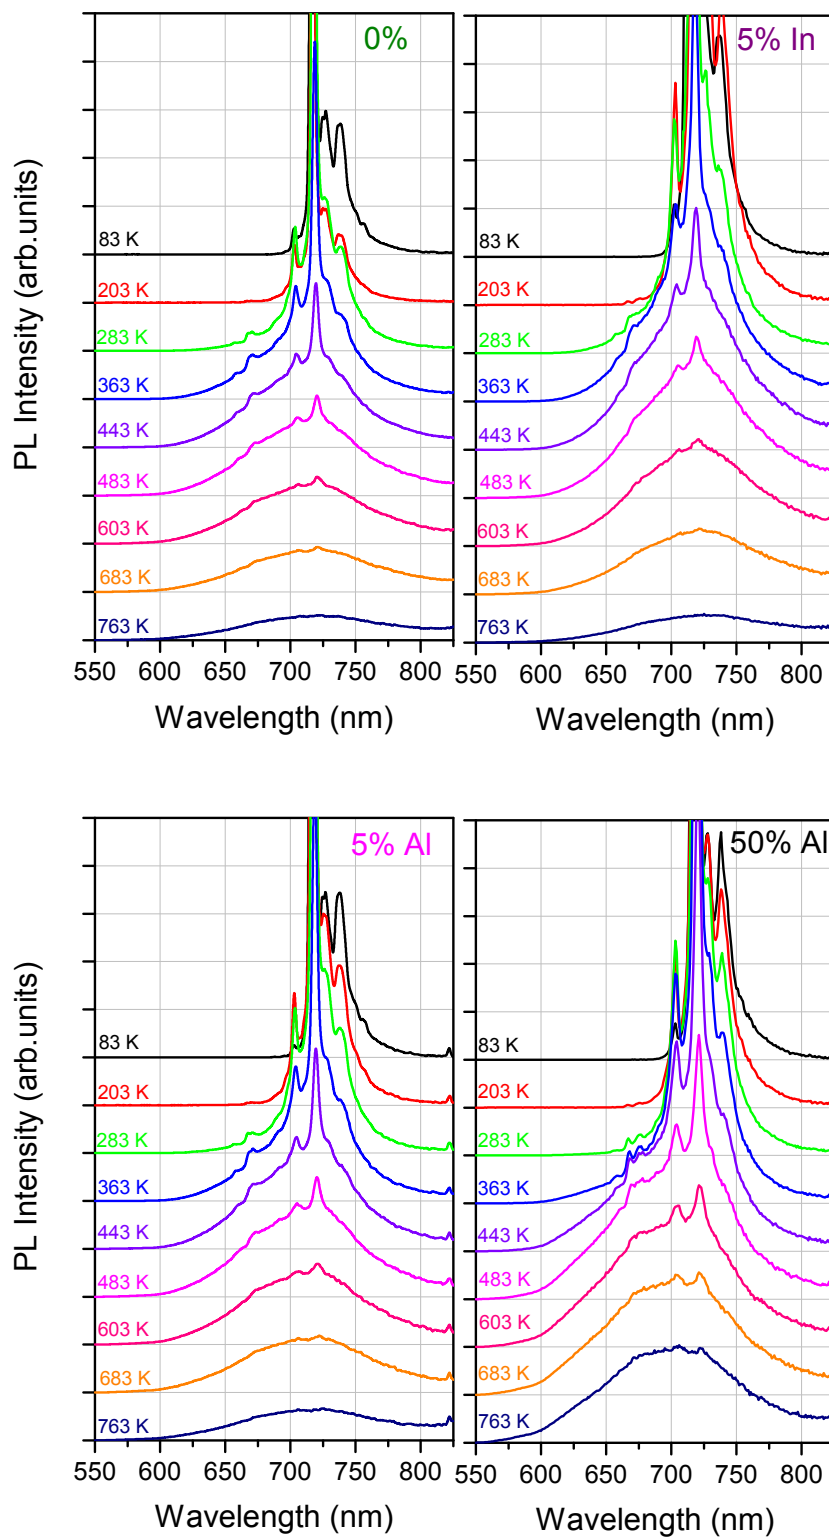 0%
PL Intensity (arb.units)
83 K
203 K
283 K
363 K
443 K
483 K
603 K
683 K
763 K
550 600 650 700 750 800
Wavelength (nm)
5% In
83 K
203 K
283 K
363 K
443 K
483 K
603 K
683 K
763 K
550 600 650 700 750 800
Wavelength (nm)
5% Al
PL Intensity (arb.units)
83 K
203 K
283 K
363 K
443 K
483 K
603 K
683 K
763 K
550 600 650 700 750 800
Wavelength (nm)
50% Al
83 K
203 K
283 K
363 K
443 K
483 K
603 K
683 K
763 K
550 600 650 700 750 800
Wavelength (nm)